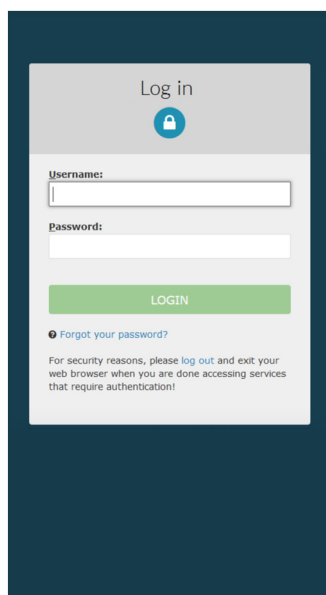 Log in
Username:
Password:
LOGIN
Forgot your password?
For security reasons, please log out and exit your
web browser when you are done accessing services
that require authentication!